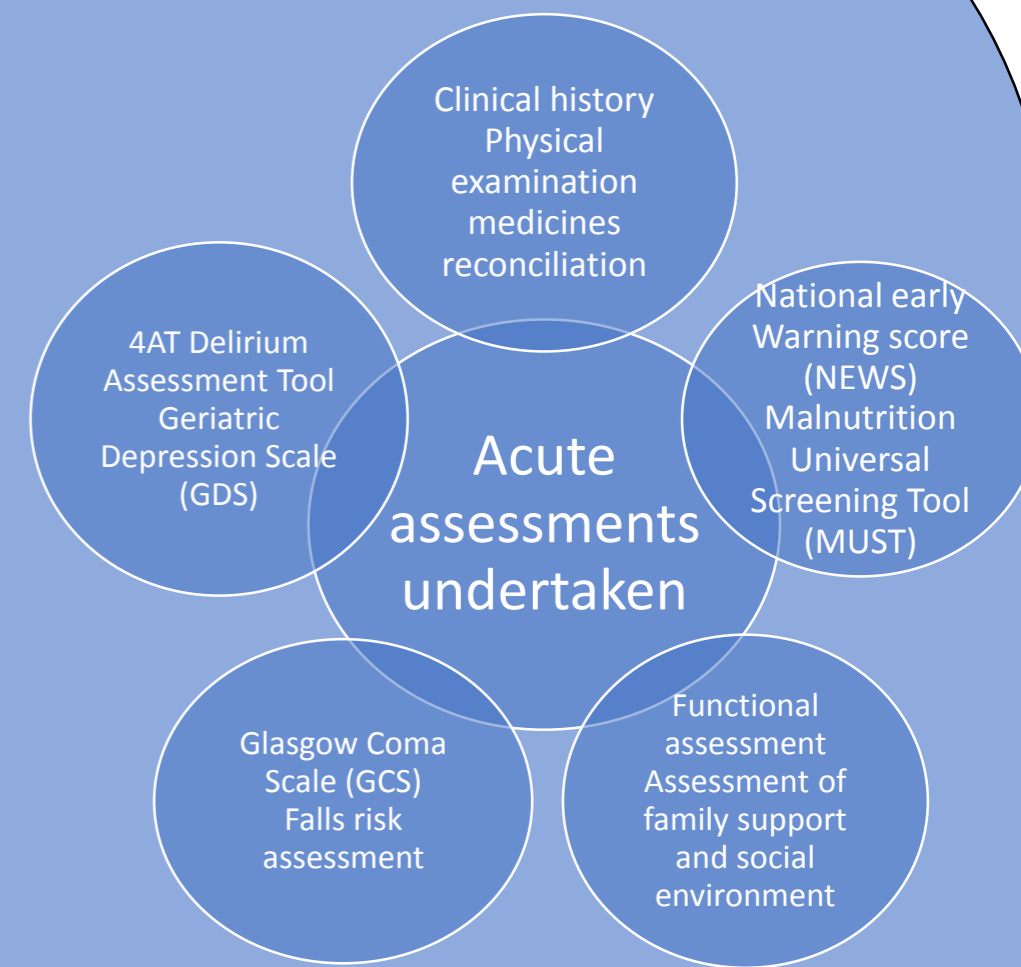 Clinical history
Physical
examination
medicines
reconciliation
National early
Warning score
(NEWS)
Malnutrition
Universal
Screening Tool
(MUST)
Functional
assessment
Assessment of
family support
and social
environment
Glasgow Coma
Scale (GCS)
Falls risk
assessment
4AT Delirium
Assessment Tool
Geriatric
Depression Scale
(GDS)
Acute
assessments
undertaken